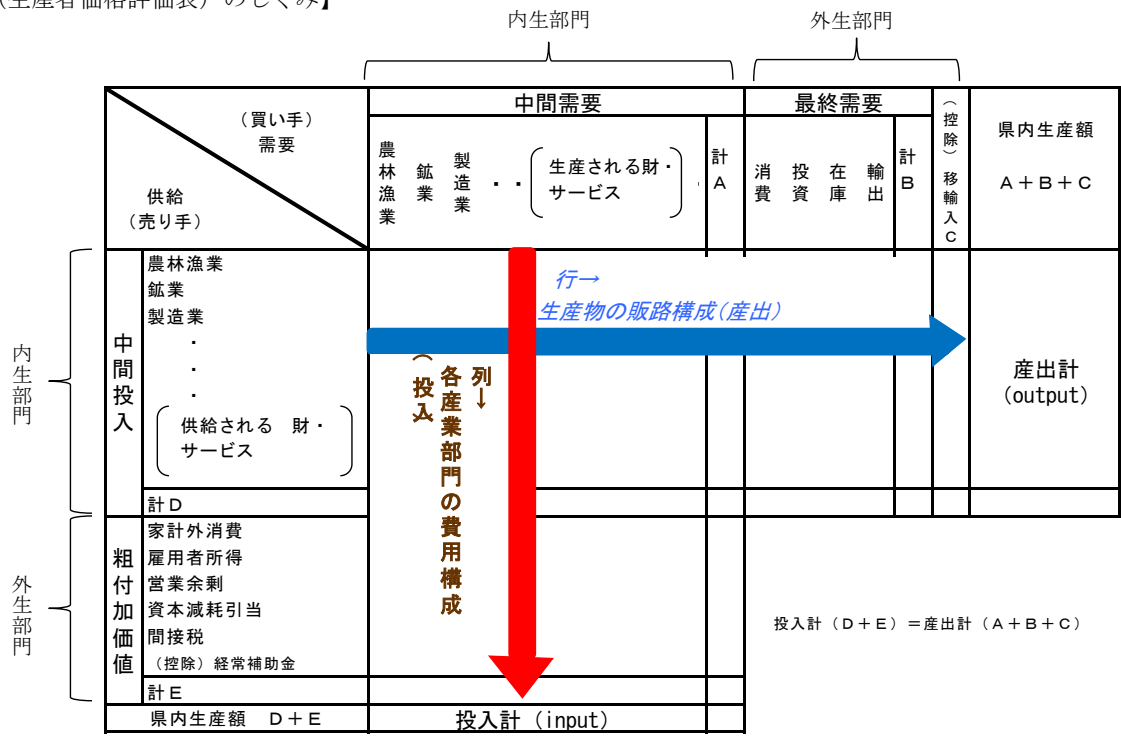 （生産者価格評価表）のしくみ】
内生部門
外生部門
（買い手）
需要
供給
（売り手）
中間需要
農林漁業
鉱業
製造業
・
・
生産される財・
サービス
・
計A
最終需要
消費
投資
在庫
輸出
計B
（控除）移輸入C
県内生産額
A＋B＋C
内生部門
中間投入
農林漁業
鉱業
製造業
・
・
・
供給される　財・
サービス
計D
行→
生産物の販路構成(産出)
列→
各産業部門の費用構成
（投入）
産出計
(output)
外生部門
粗付加価値
家計外消費
雇用者所得
営業余剰
資本減耗引当
間接税
（控除）経常補助金
計E
投入計（D＋E）＝産出計（A＋B＋C）
県内生産額　D＋E
投入計（input）